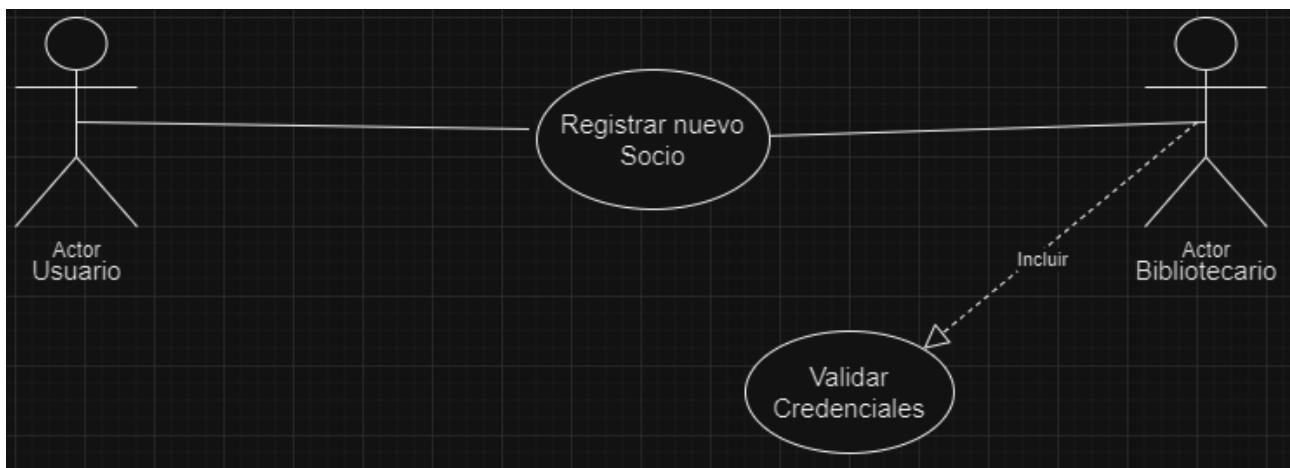 Registrar nuevo
Socio
Actor
Usuario
Incluir
Actor
Bibliotecario
Validar
Credenciales